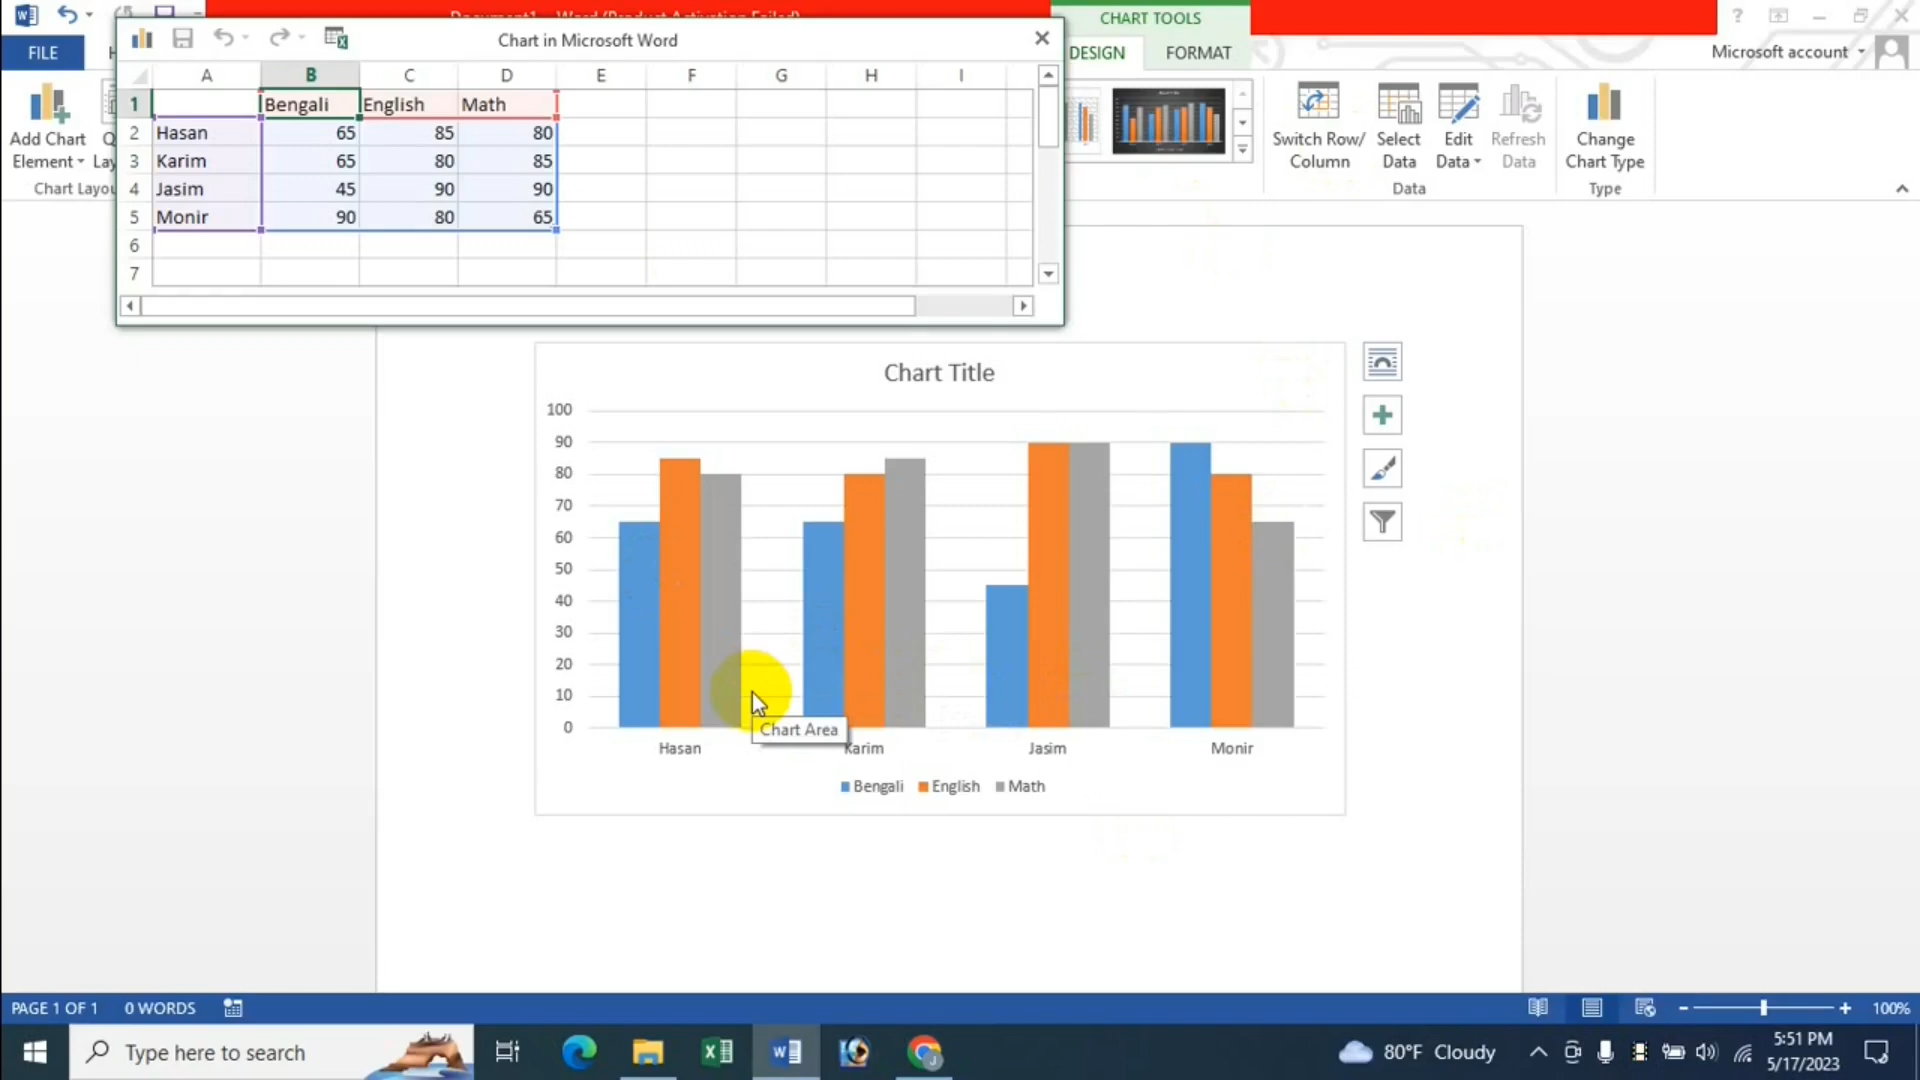 Document1 - Word (Product Activation Failed)
CHART TOOLS
?
FILE
Chart in Microsoft Word
DESIGN
FORMAT
Microsoft account
A B C D E F G H I
1 Bengali English Math
2 Hasan 65 85 80
3 Karim 65 80 85
4 Jasim 45 90 90
5 Monir 90 80 65
6
7
Add Chart
Element
Chart Layou
Switch Row/
Column
Select
Data
Edit
Data
Refresh
Data
Data
Change
Chart Type
Type
Chart Title
100
90
80
70
60
50
40
30
20
10
0
Chart Area
Hasan Karim Jasim Monir
Bengali English Math
PAGE 1 OF 1 0 WORDS 100%
Type here to search
80°F Cloudy
5:51 PM
5/17/2023